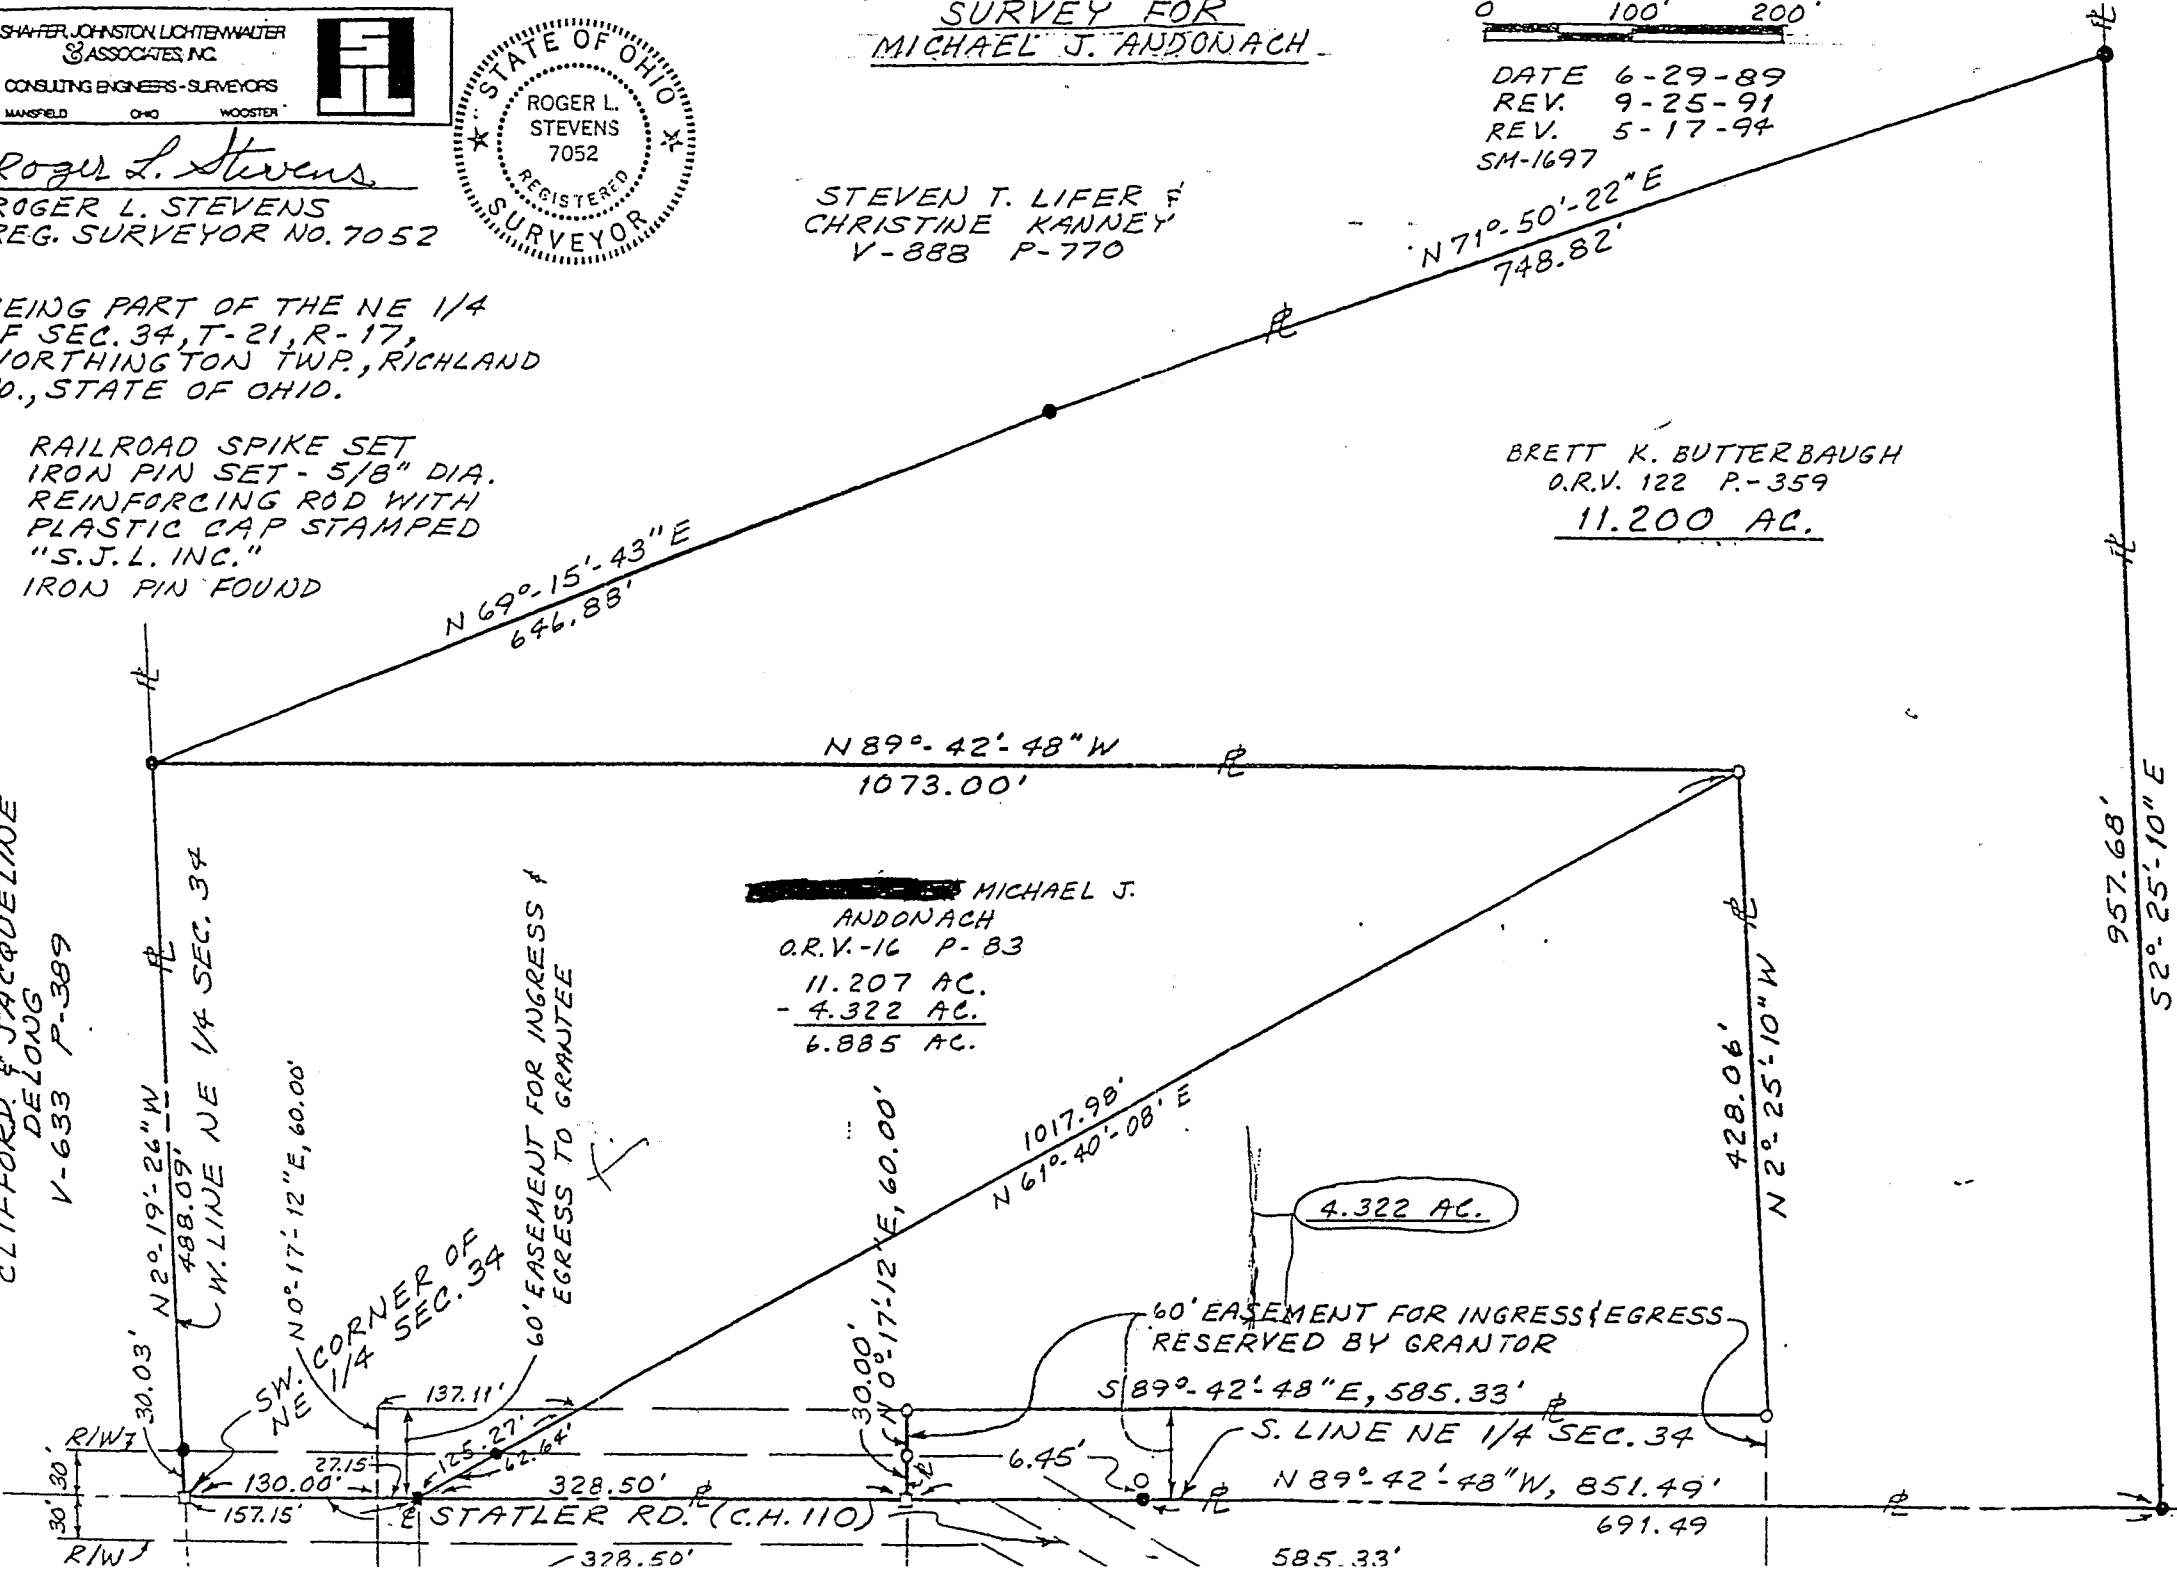 SHAFFER, JOHNSTON, LICHTENWALTER
& ASSOCIATES, INC.
CONSULTING ENGINEERS - SURVEYORS
MANSFIELD OHIO WOOSTER
STATE OF OHIO
ROGER L.
STEVENS
7052
REGISTERED
SURVEYOR
Roger L. Stevens
ROGER L. STEVENS
REG. SURVEYOR NO. 7052
SURVEY FOR
MICHAEL J. ANDONACH
0 100' 200'
DATE 6-29-89
REV. 9-25-91
REV. 5-17-94
SM-1697
EING PART OF THE NE 1/4
F SEC. 34, T-21, R-17,
WORTHINGTON TWP., RICHLAND
O., STATE OF OHIO.
RAILROAD SPIKE SET
IRON PIN SET - 5/8" DIA.
REINFORCING ROD WITH
PLASTIC CAP STAMPED
"S.J.L. INC."
IRON PIN FOUND
STEVEN T. LIFER &
CHRISTINE KANNEY
V-888 P-770
N 71°-50'-22" E
748.82'
BRETT K. BUTTERBAUGH
O.R.V. 122 P.-359
11.200 AC.
N 69°-15'-43" E
646.88'
N 89°-42'-48" W
1073.00'
957.68'
S 2°-25'-10" E
CLIFFORD & JACQUELINE
DELONG
V-633 P-389
N 2°-19'-26" W
488.09'
W. LINE NE 1/4 SEC. 34
N 0°-17'-12" E, 60.00'
SW. CORNER OF
NE 1/4 SEC. 34
60' EASEMENT FOR INGRESS &
EGRESS TO GRANTEE
MICHAEL J.
ANDONACH
O.R.V.-16 P-83
11.207 AC.
- 4.322 AC.
6.885 AC.
1017.98'
N 61°-40'-08' E
428.06'
N 2°-25'-10" W
4.322 AC.
60' EASEMENT FOR INGRESS & EGRESS
RESERVED BY GRANTOR
N 0°-17'-12" E, 60.00'
30.00'
30.03'
137.11'
S 89°-42'-48" E, 585.33'
S. LINE NE 1/4 SEC. 34
R/W
125.27'
62.64'
27.15
6.45'
30'
130.00'
328.50'
N 89°-42'-48" W, 851.49'
30'
157.15'
STATLER RD. (C.H. 110)
691.49
R/W
328.50'
585.33'